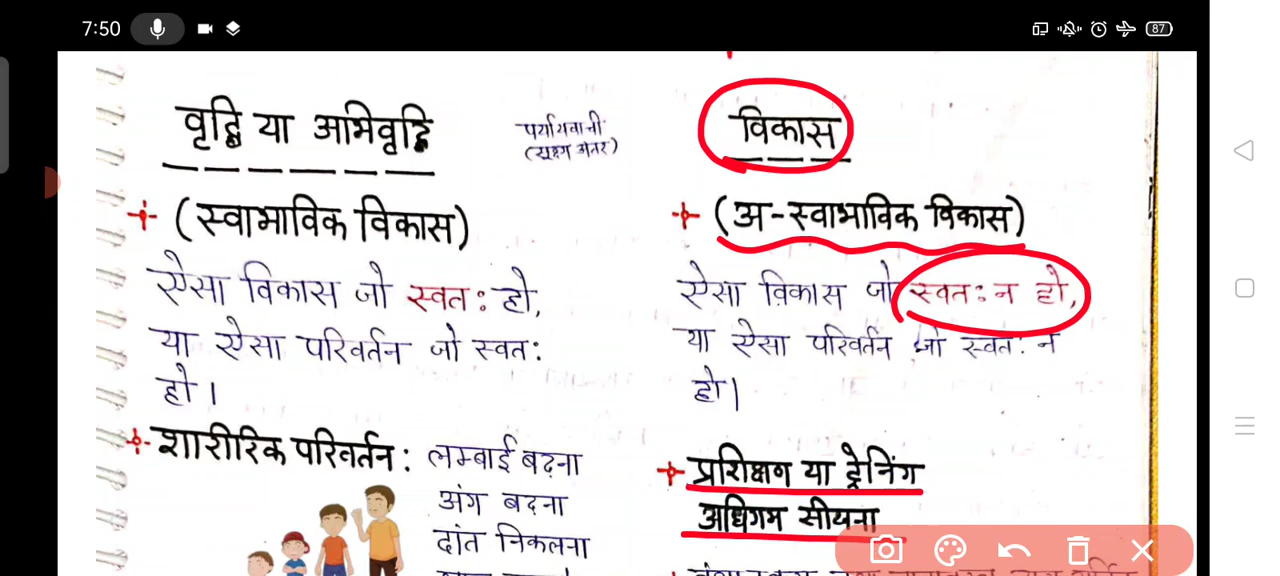 7:50
87
वृद्धि या अभिवृद्धि
पर्यायवाची
(सूक्ष्म अंतर)
(स्वाभाविक विकास)
ऐसा विकास जो स्वतः हो,
या ऐसा परिवर्तन जो स्वतः
हो।
शारीरिक परिवर्तन : लम्बाई बढ़ना
अंग बढ़ना
दांत निकलना
विकास
(अ-स्वाभाविक विकास)
ऐसा विकास जो स्वतः न हो,
या ऐसा परिवर्तन जो स्वतः न
हो।
प्रशिक्षण या ट्रेनिंग
अधिगम सीखना